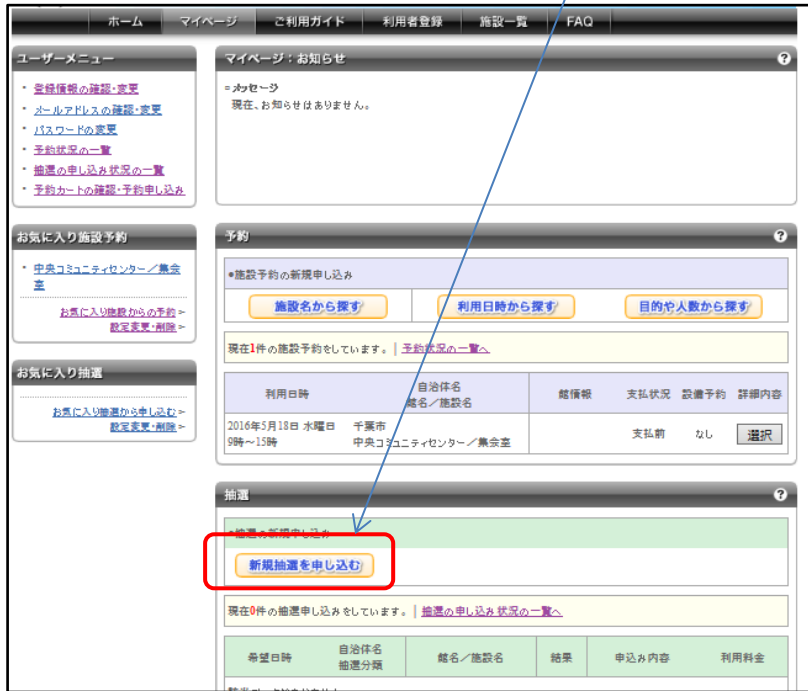 ホーム マイページ ご利用ガイド 利用者登録 施設一覧 FAQ
ユーザーメニュー
・登録情報の確認・変更
・メールアドレスの確認・変更
・パスワードの変更
・予約状況の一覧
・抽選の申し込み状況の一覧
・予約カートの確認・予約申し込み
お気に入り施設予約
・中央コミュニティセンター／集会
室
お気に入り施設からの予約＞
設定変更・削除＞
お気に入り抽選
お気に入り抽選から申し込む＞
設定変更・削除＞
マイページ：お知らせ ?
=メッセージ
現在、お知らせはありません。
予約 ?
●施設予約の新規申し込み
施設名から探す 利用日時から探す 目的や人数から探す
現在1件の施設予約をしています。 | 予約状況の一覧へ
利用日時 自治体名 館情報 支払状況 設備予約 詳細内容
館名／施設名
2016年5月18日 水曜日 千葉市
9時～15時 中央コミュニティセンター／集会室 支払前 なし 選択
抽選 ?
●抽選の新規申し込み
新規抽選を申し込む
現在0件の抽選申し込みをしています。 | 抽選の申し込み状況の一覧へ
希望日時 自治体名 館名／施設名 結果 申込み内容 利用料金
抽選分類